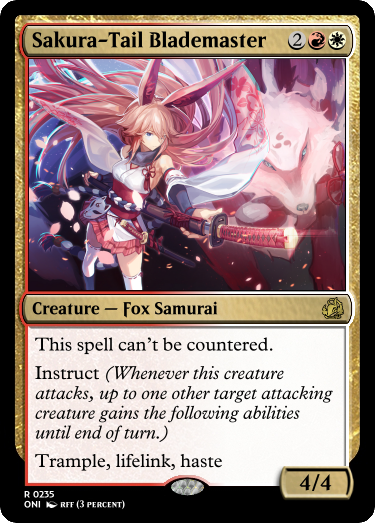 Sakura-Tail Blademaster 2
Creature — Fox Samurai
This spell can't be countered.
Instruct (Whenever this creature
attacks, up to one other target attacking
creature gains the following abilities
until end of turn.)
Trample, lifelink, haste
4/4
R 0235
ONI RFF (3 PERCENT)